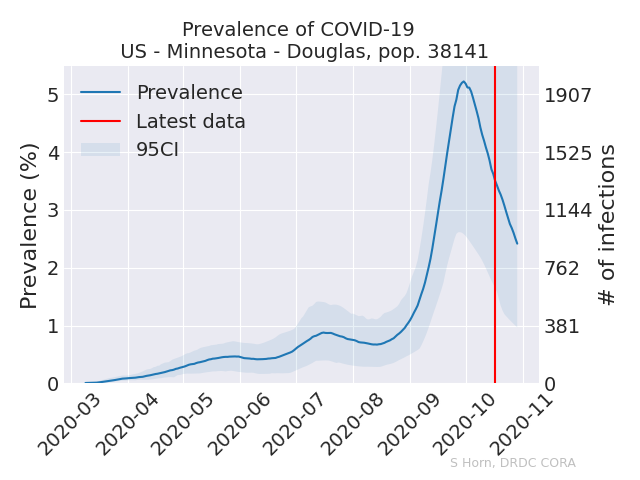 Prevalence of COVID-19
US - Minnesota - Douglas, pop. 38141
Prevalence
Latest data
95CI
Prevalence (%)
5
4
3
2
1
0
1907
1525
1144
762
381
0
# of infections
2020-03
2020-04
2020-05
2020-06
2020-07
2020-08
2020-09
2020-10
2020-11
S Horn, DRDC CORA